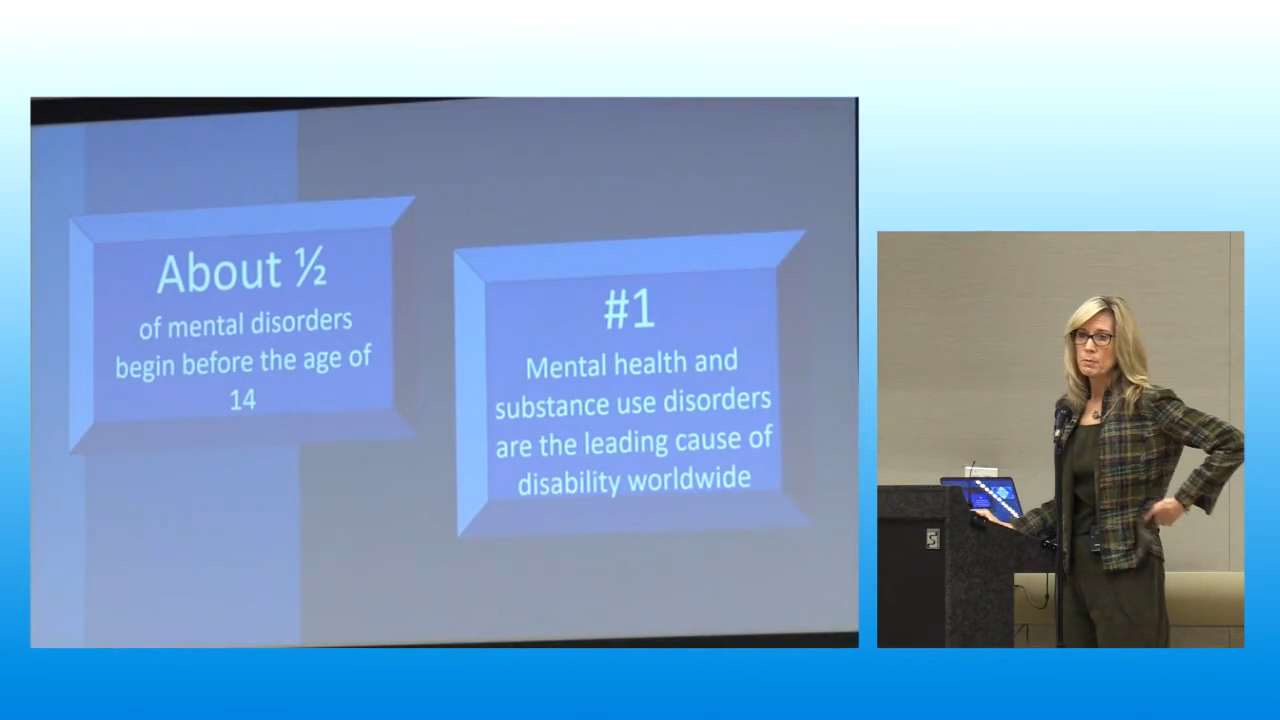 About ½
of mental disorders
begin before the age of
14
#1
Mental health and
substance use disorders
are the leading cause of
disability worldwide